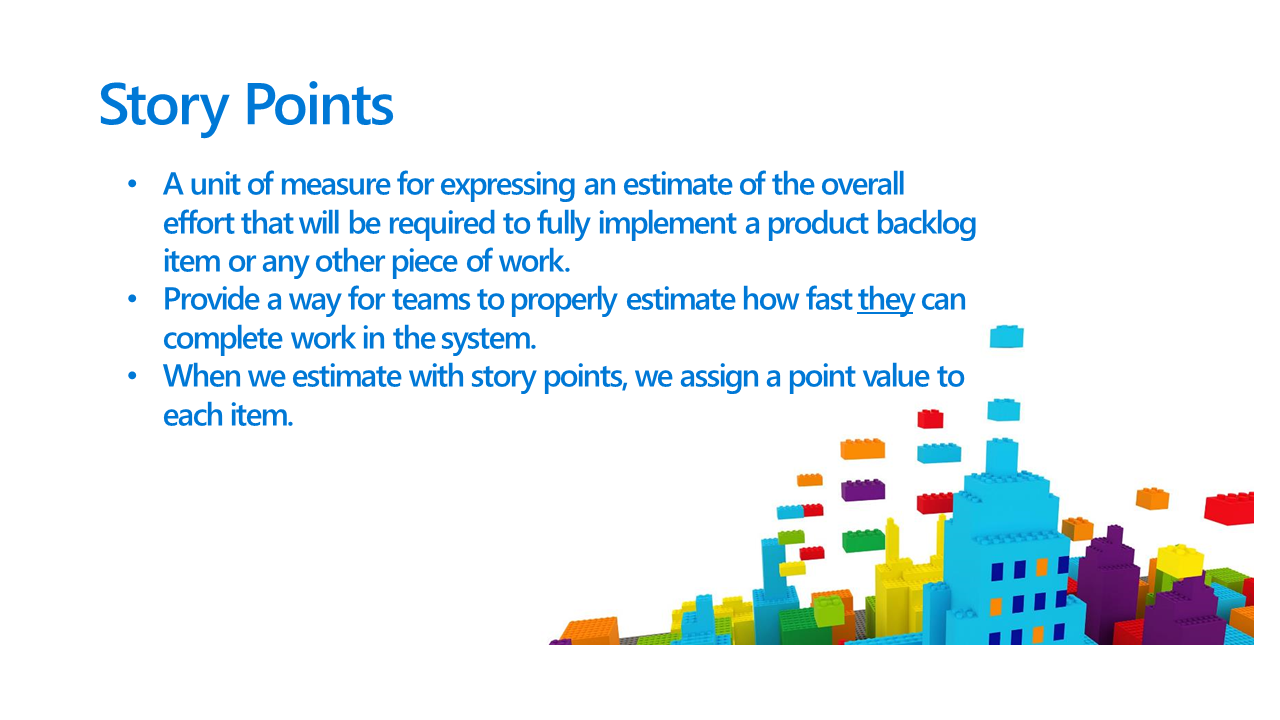 Story Points
• A unit of measure for expressing an estimate of the overall
effort that will be required to fully implement a product backlog
item or any other piece of work.
• Provide a way for teams to properly estimate how fast they can
complete work in the system.
• When we estimate with story points, we assign a point value to
each item.